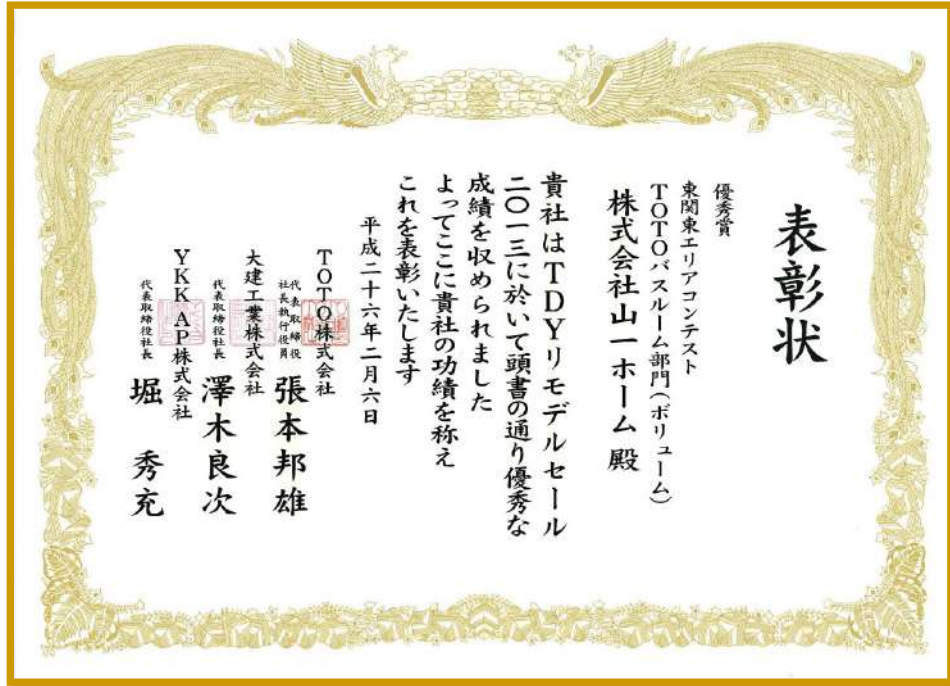 表彰状
優秀賞
東関東エリアコンテスト
TOTOバスルーム部門(ボリューム)
株式会社山一ホーム 殿
貴社はTDYリモデルセール
二〇一三に於いて頭書の通り優秀な
成績を収められました
よってここに貴社の功績を称え
これを表彰いたします
平成二十六年二月六日
TOTO株式会社
代表取締役
社長執行役員
張本邦雄
大建工業株式会社
代表取締役社長
澤木良次
YKK AP株式会社
代表取締役社長
堀 秀充